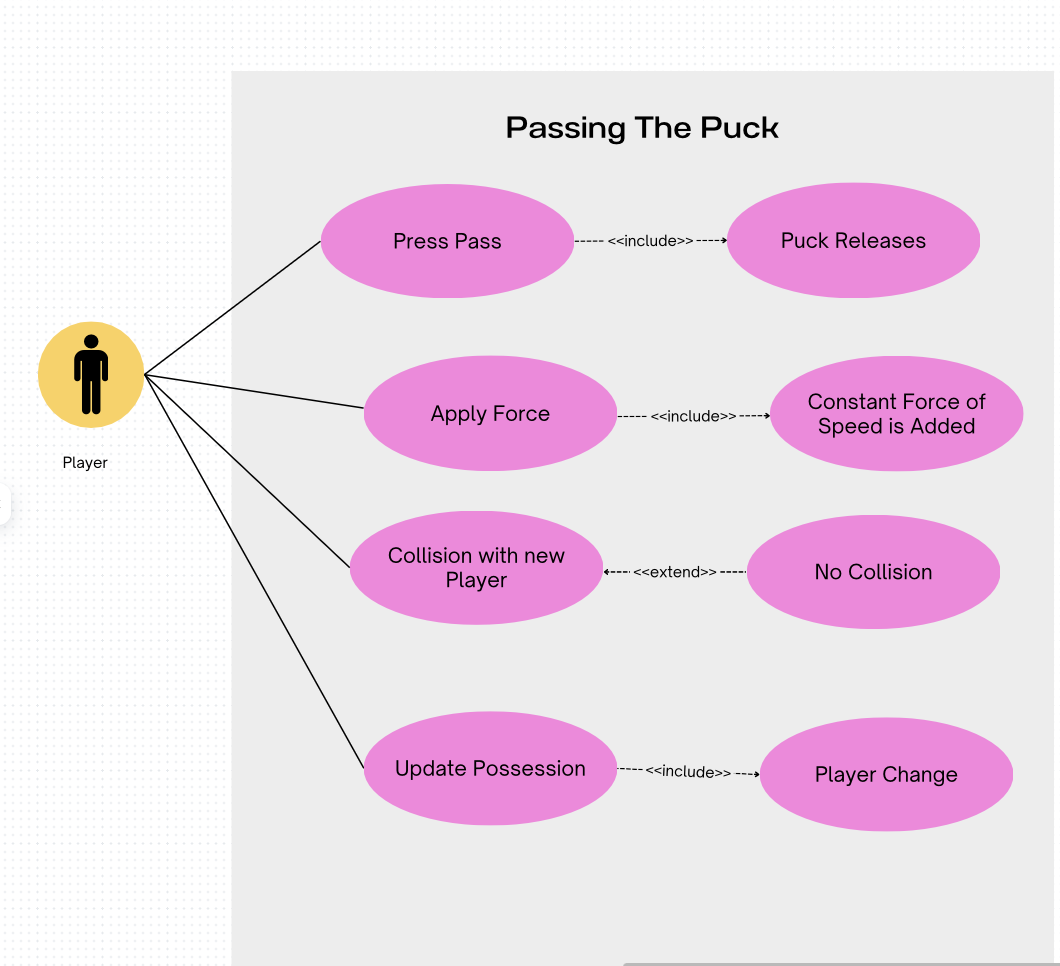 Passing The Puck
Press Pass
<<include>>
Puck Releases
Apply Force
<<include>>
Constant Force of
Speed is Added
Player
Collision with new
Player
<<extend>>
No Collision
Update Possession
<<include>>
Player Change